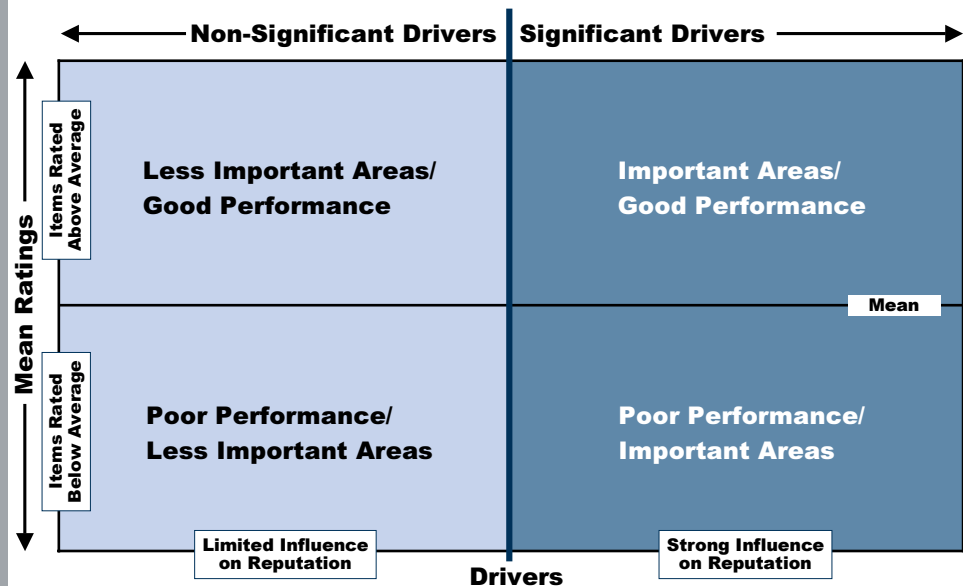 Non-Significant Drivers
Significant Drivers
Mean Ratings
Items Rated
Above Average
Less Important Areas/
Good Performance
Important Areas/
Good Performance
Mean
Items Rated
Below Average
Poor Performance/
Less Important Areas
Poor Performance/
Important Areas
Limited Influence
on Reputation
Strong Influence
on Reputation
Drivers